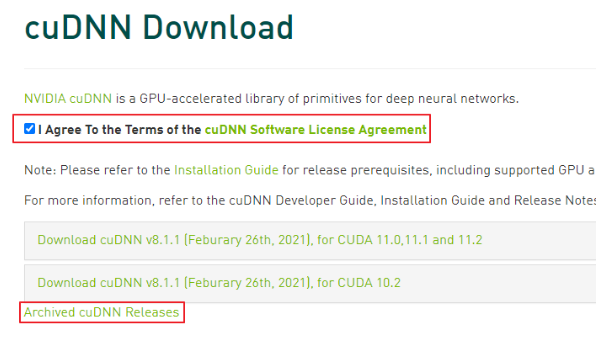 cuDNN Download
NVIDIA cuDNN is a GPU-accelerated library of primitives for deep neural networks.
I Agree To the Terms of the cuDNN Software License Agreement
Note: Please refer to the Installation Guide for release prerequisites, including supported GPU a
For more information, refer to the cuDNN Developer Guide, Installation Guide and Release Notes
Download cuDNN v8.1.1 (Feburary 26th, 2021), for CUDA 11.0,11.1 and 11.2
Download cuDNN v8.1.1 (Feburary 26th, 2021), for CUDA 10.2
Archived cuDNN Releases